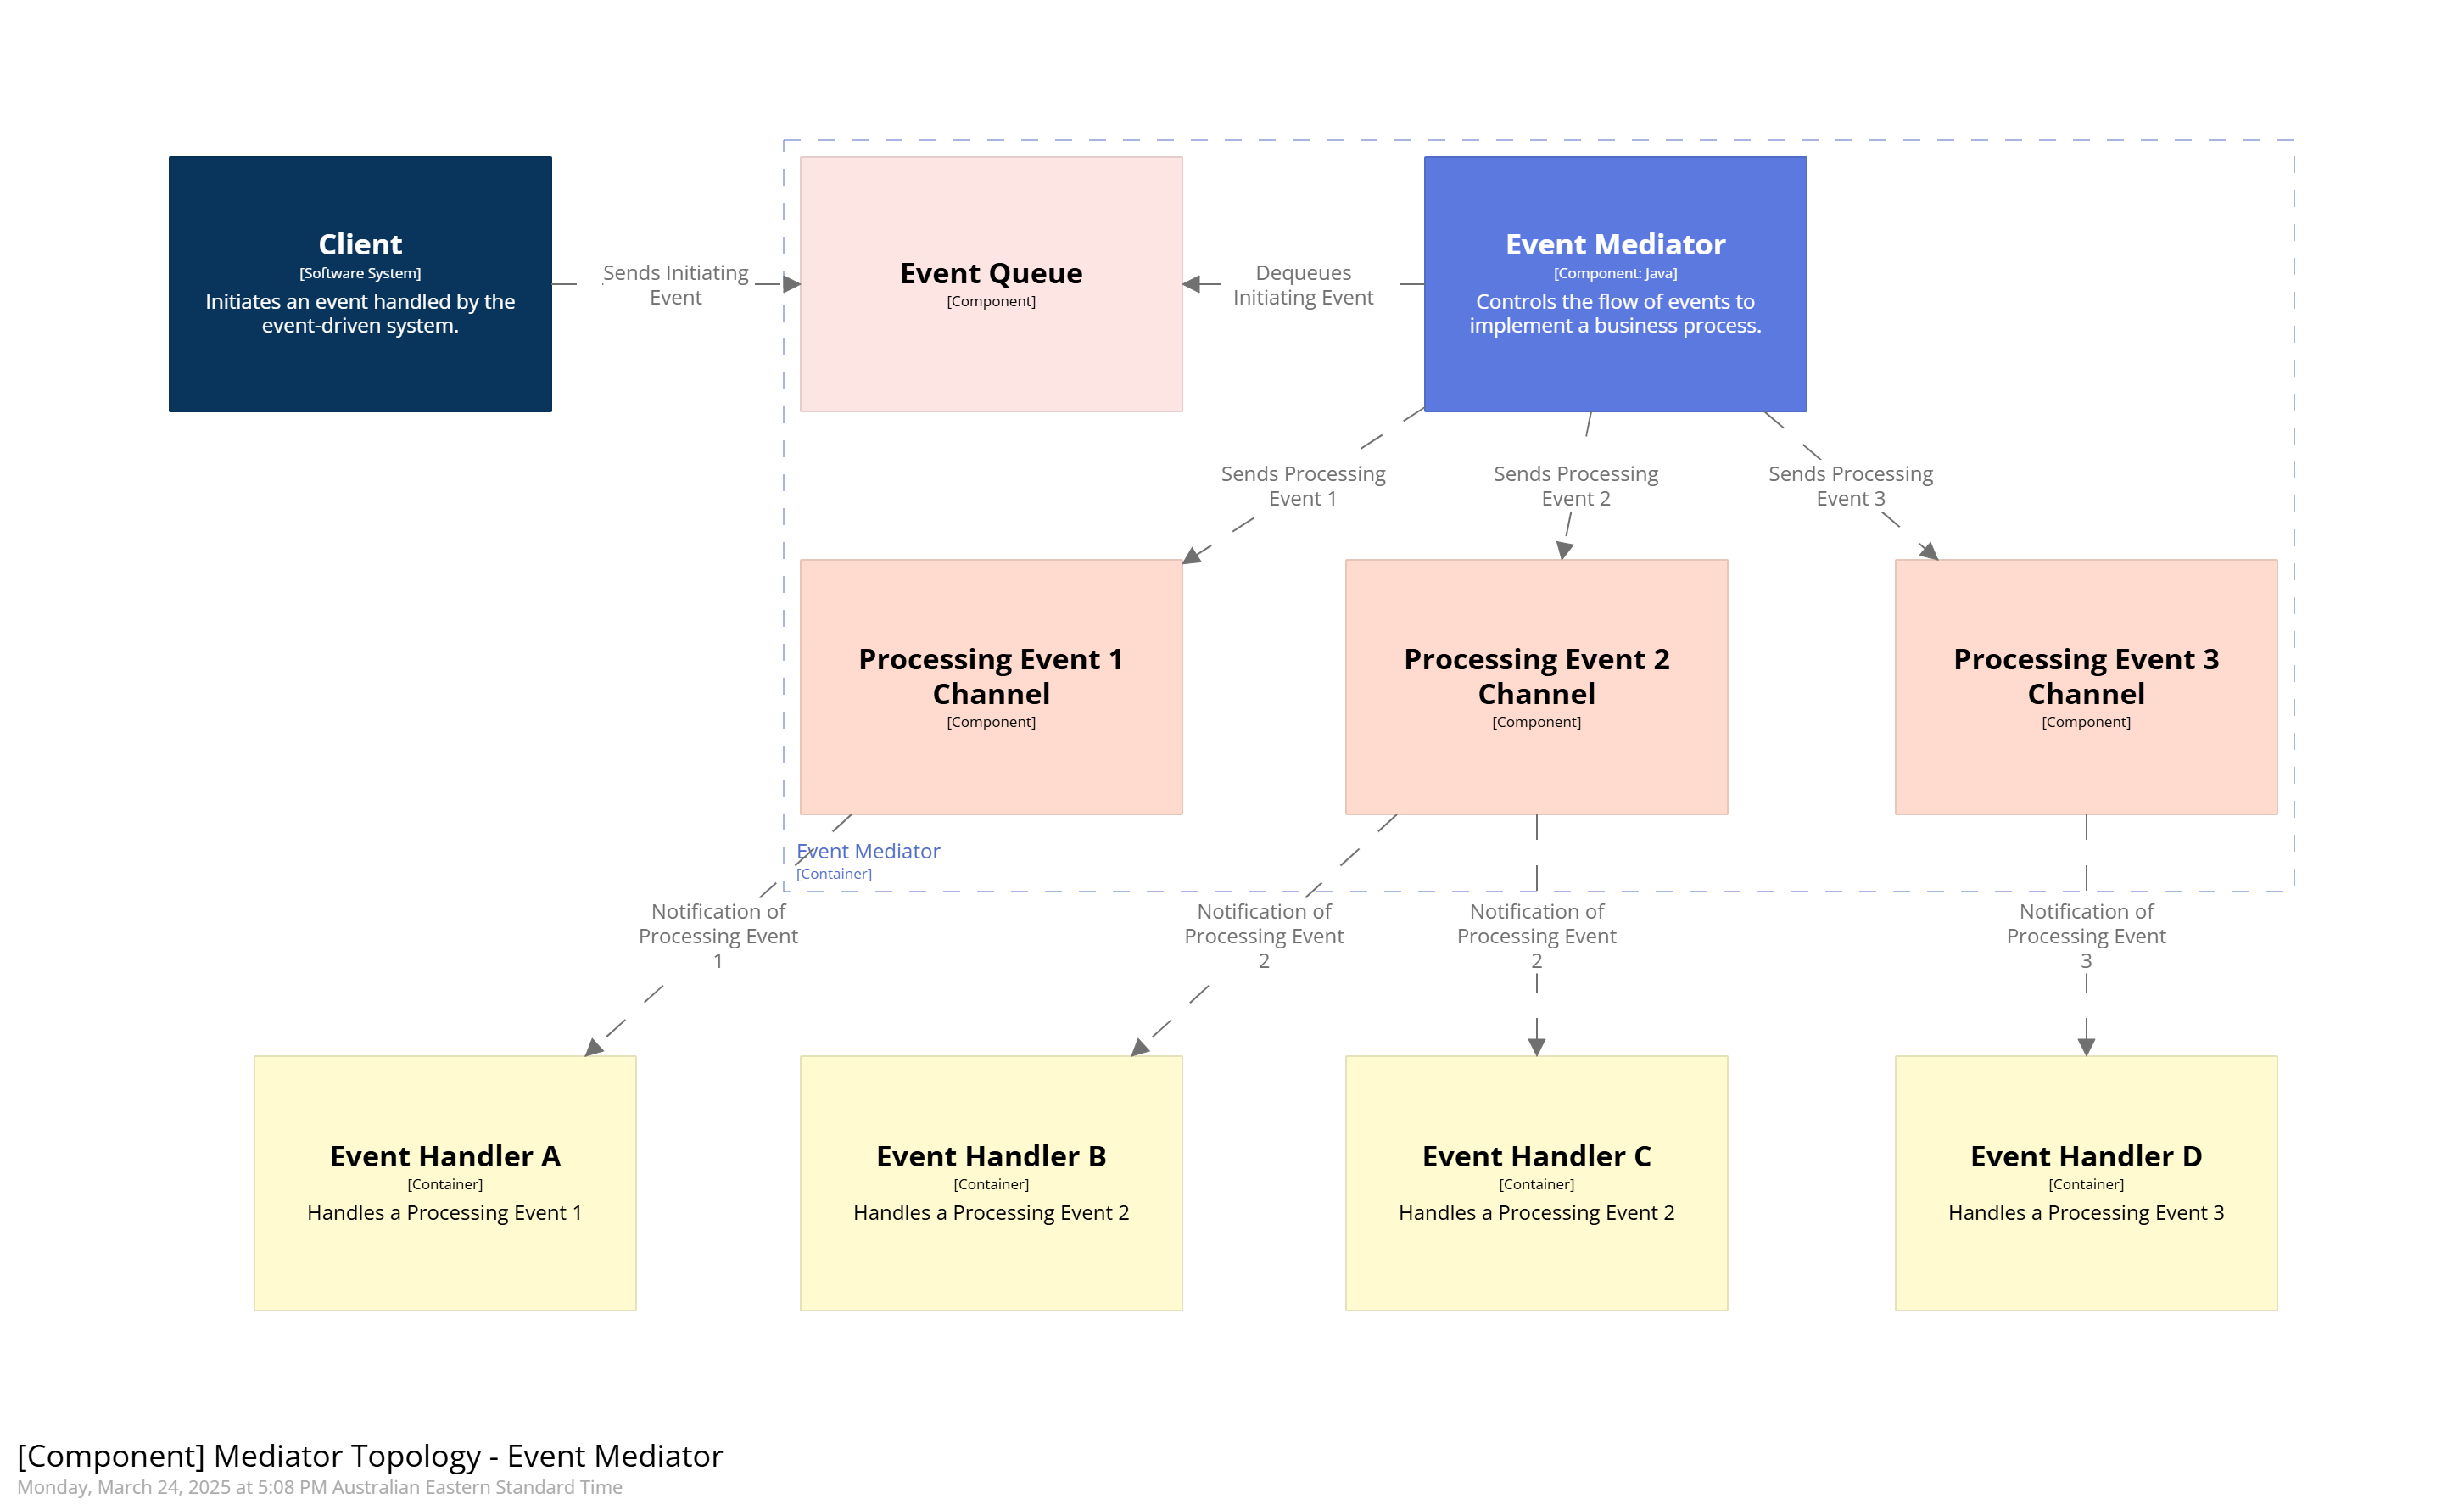 Client
[Software System]
Initiates an event handled by the
event-driven system.
Sends Initiating
Event
Event Queue
[Component]
Dequeues
Initiating Event
Event Mediator
[Component: Java]
Controls the flow of events to
implement a business process.
Sends Processing
Event 1
Sends Processing
Event 2
Sends Processing
Event 3
Processing Event 1
Channel
[Component]
Processing Event 2
Channel
[Component]
Processing Event 3
Channel
[Component]
Event Mediator
[Container]
Notification of
Processing Event
1
Notification of
Processing Event
2
Notification of
Processing Event
2
Notification of
Processing Event
3
Event Handler A
[Container]
Handles a Processing Event 1
Event Handler B
[Container]
Handles a Processing Event 2
Event Handler C
[Container]
Handles a Processing Event 2
Event Handler D
[Container]
Handles a Processing Event 3
[Component] Mediator Topology - Event Mediator
Monday, March 24, 2025 at 5:08 PM Australian Eastern Standard Time